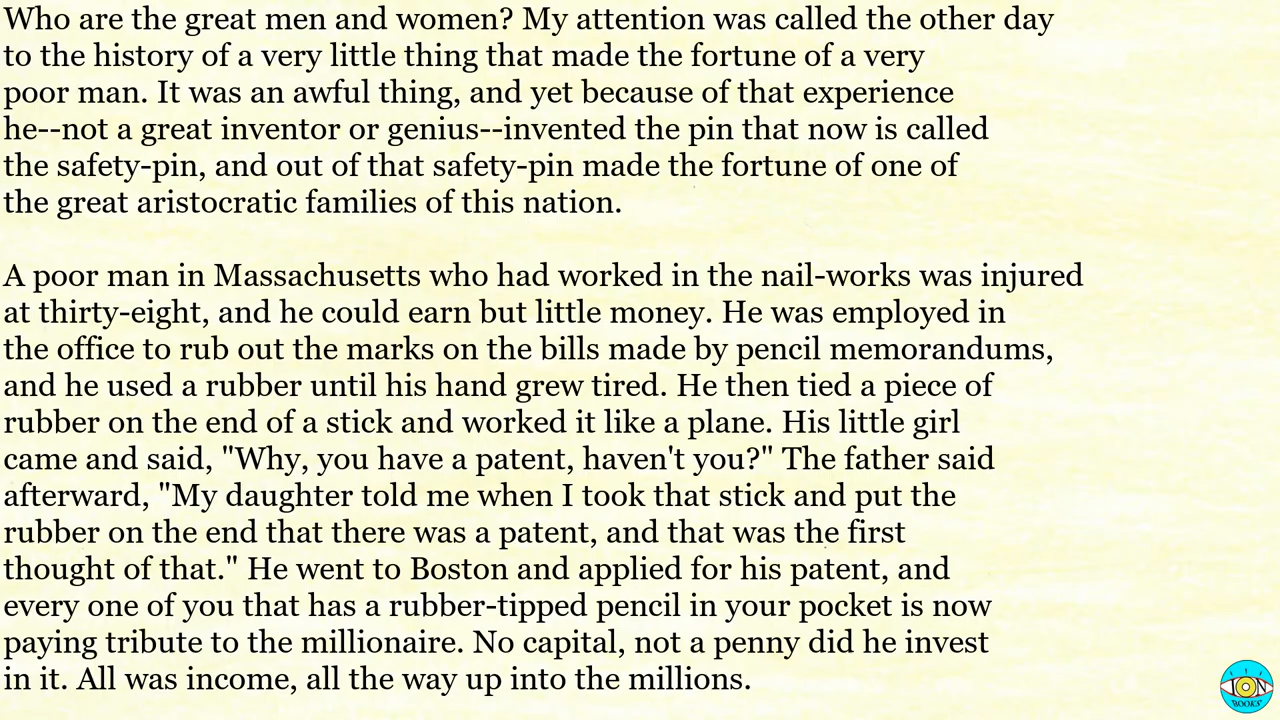 Who are the great men and women? My attention was called the other day
to the history of a very little thing that made the fortune of a very
poor man. It was an awful thing, and yet because of that experience
he--not a great inventor or genius--invented the pin that now is called
the safety-pin, and out of that safety-pin made the fortune of one of
the great aristocratic families of this nation.
A poor man in Massachusetts who had worked in the nail-works was injured
at thirty-eight, and he could earn but little money. He was employed in
the office to rub out the marks on the bills made by pencil memorandums,
and he used a rubber until his hand grew tired. He then tied a piece of
rubber on the end of a stick and worked it like a plane. His little girl
came and said, "Why, you have a patent, haven't you?" The father said
afterward, "My daughter told me when I took that stick and put the
rubber on the end that there was a patent, and that was the first
thought of that." He went to Boston and applied for his patent, and
every one of you that has a rubber-tipped pencil in your pocket is now
paying tribute to the millionaire. No capital, not a penny did he invest
in it. All was income, all the way up into the millions.
ION
BOOKS